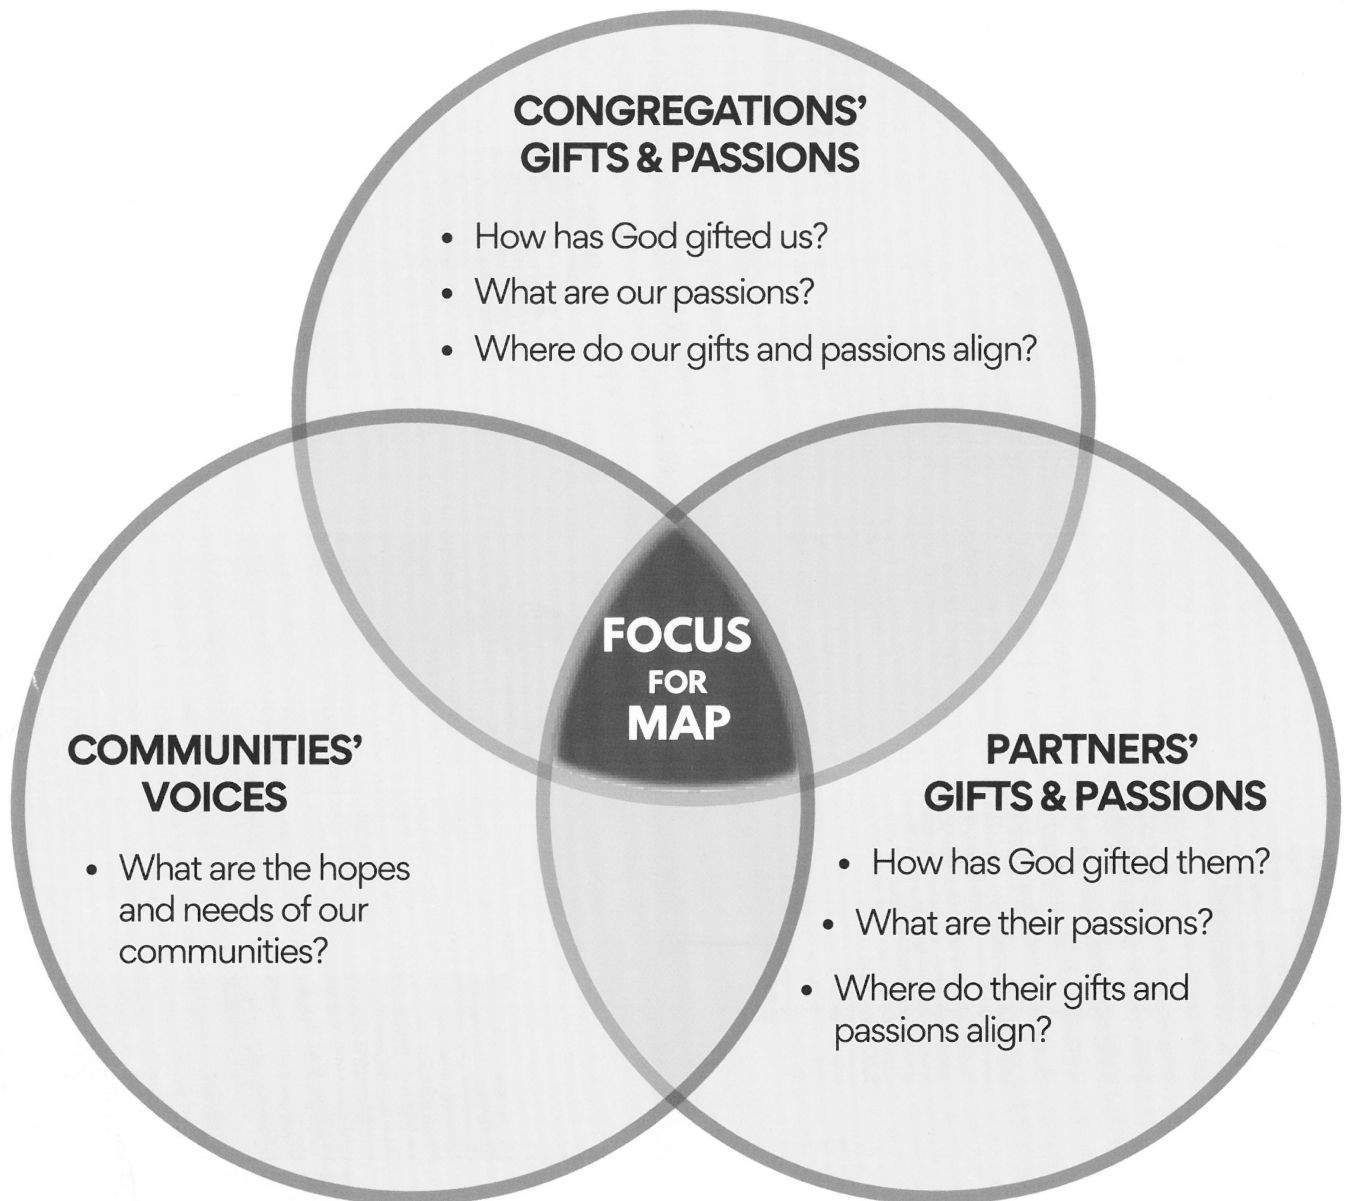 CONGREGATIONS’
GIFTS & PASSIONS
• How has God gifted us?
• What are our passions?
• Where do our gifts and passions align?
FOCUS
FOR
MAP
COMMUNITIES’
VOICES
• What are the hopes
and needs of our
communities?
PARTNERS’
GIFTS & PASSIONS
• How has God gifted them?
• What are their passions?
• Where do their gifts and
passions align?